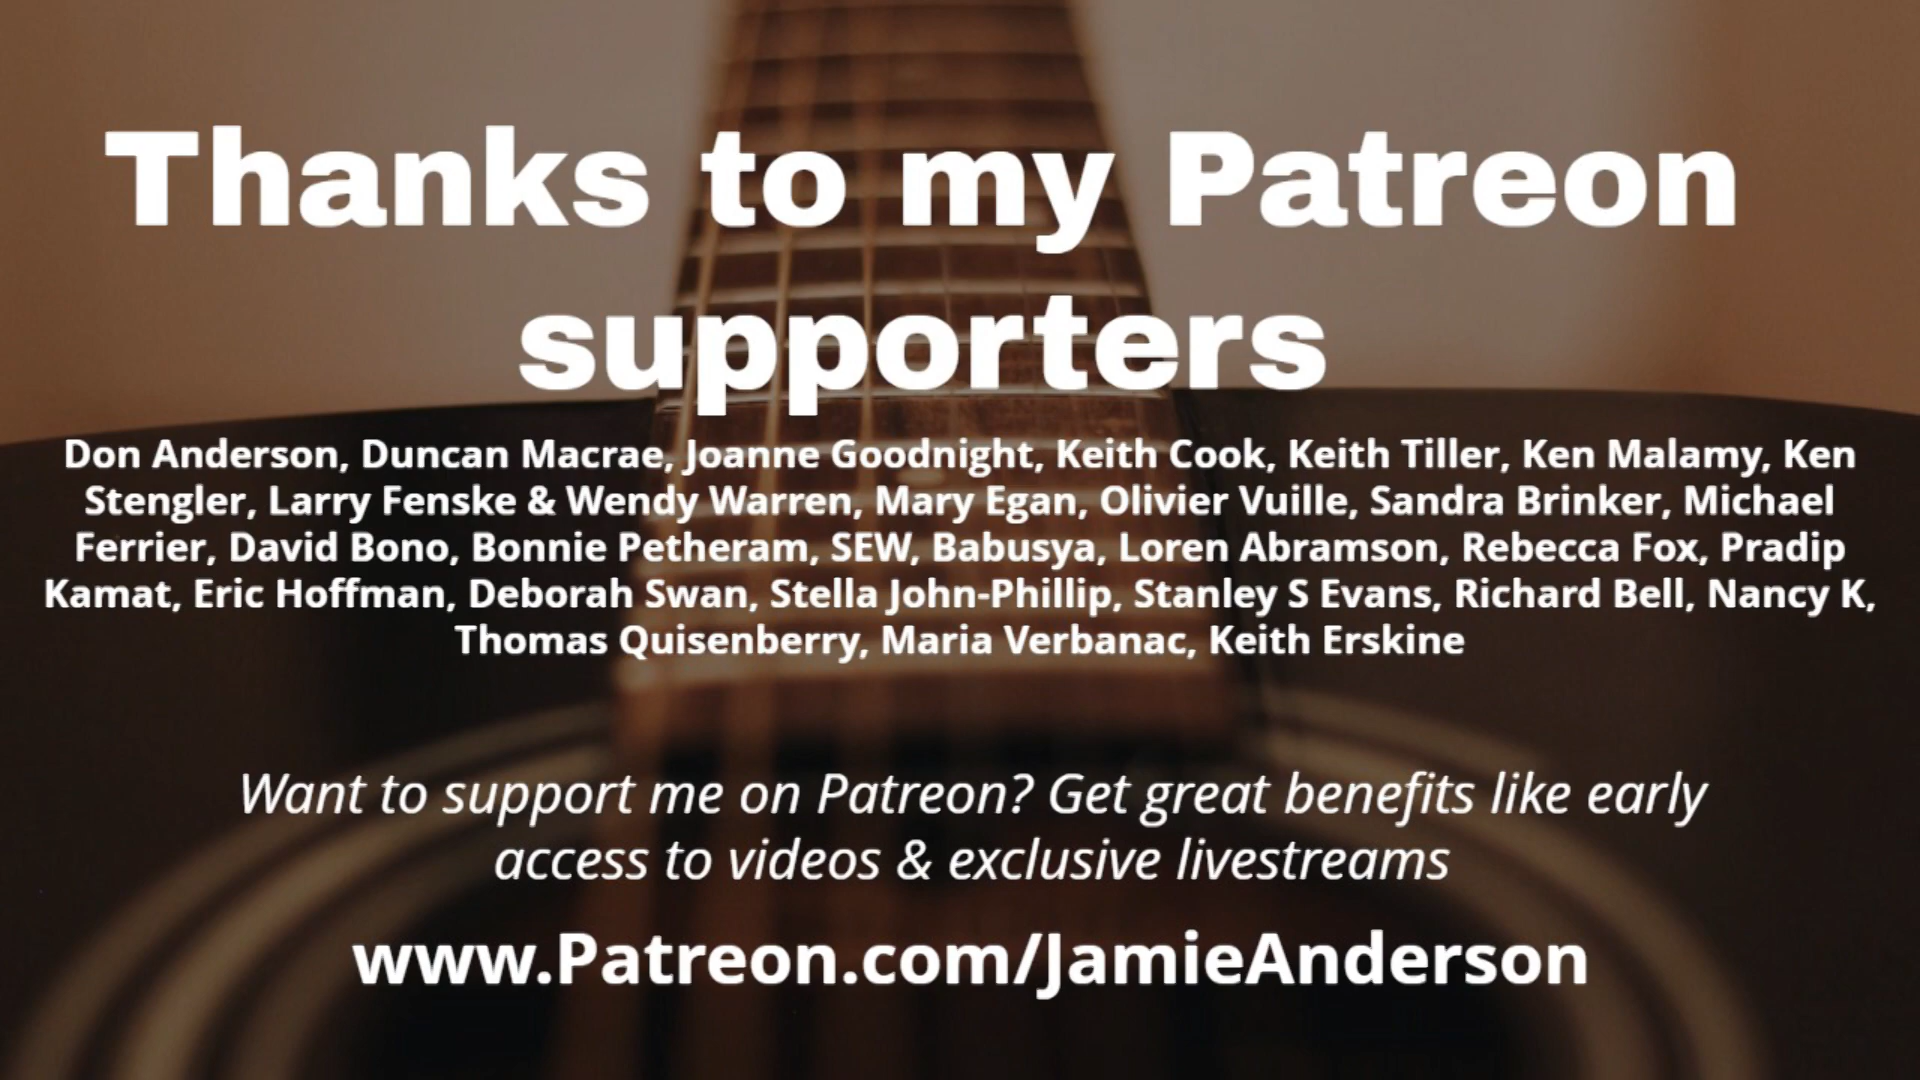 Thanks to my Patreon
supporters
Don Anderson, Duncan Macrae, Joanne Goodnight, Keith Cook, Keith Tiller, Ken Malamy, Ken
Stengler, Larry Fenske & Wendy Warren, Mary Egan, Olivier Vuille, Sandra Brinker, Michael
Ferrier, David Bono, Bonnie Petheram, SEW, Babusya, Loren Abramson, Rebecca Fox, Pradip
Kamat, Eric Hoffman, Deborah Swan, Stella John-Phillip, Stanley S Evans, Richard Bell, Nancy K,
Thomas Quisenberry, Maria Verbanac, Keith Erskine
Want to support me on Patreon? Get great benefits like early
access to videos & exclusive livestreams
www.Patreon.com/JamieAnderson